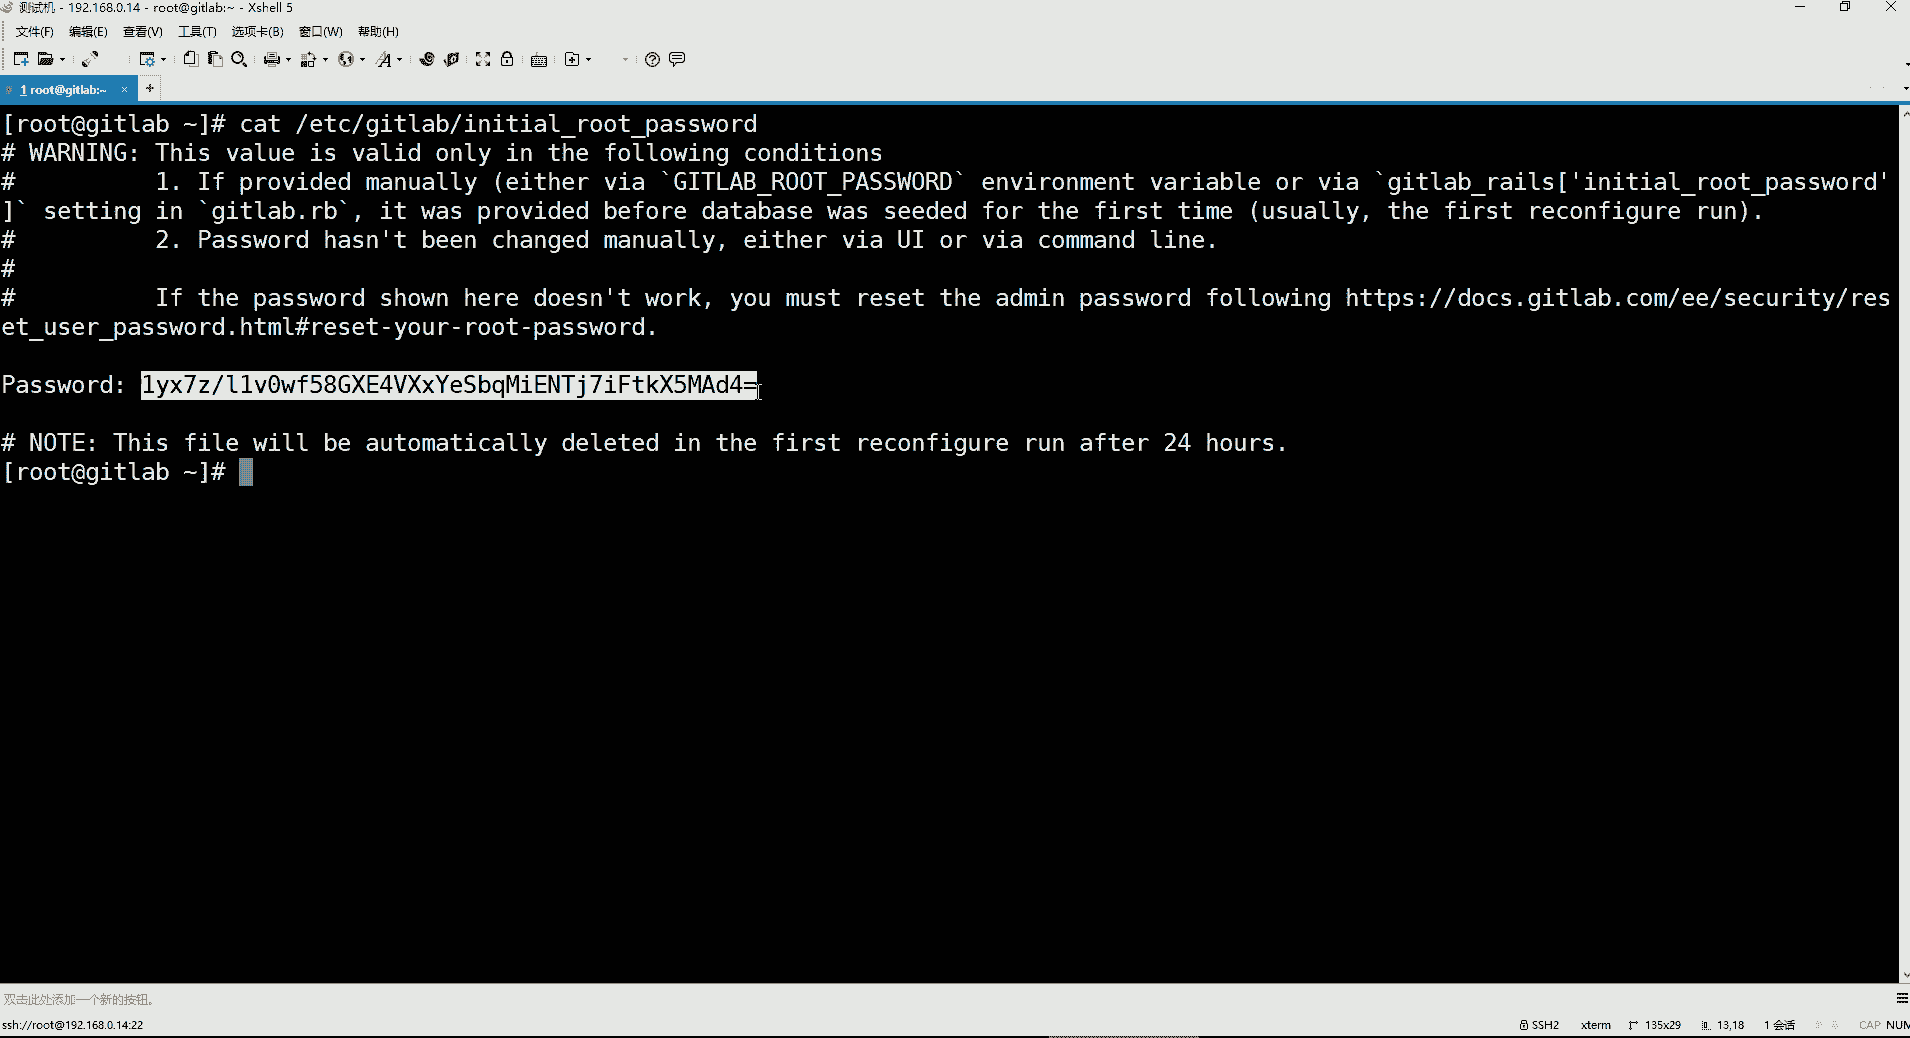 测试机 - 192.168.0.14 - root@gitlab:~ - Xshell 5
文件(F) 编辑(E) 查看(V) 工具(T) 选项卡(B) 窗口(W) 帮助(H)
1 root@gitlab:~ × +
[root@gitlab ~]# cat /etc/gitlab/initial_root_password
# WARNING: This value is valid only in the following conditions
#          1. If provided manually (either via `GITLAB_ROOT_PASSWORD` environment variable or via `gitlab_rails['initial_root_password'
]` setting in `gitlab.rb`, it was provided before database was seeded for the first time (usually, the first reconfigure run).
#          2. Password hasn't been changed manually, either via UI or via command line.
#
#          If the password shown here doesn't work, you must reset the admin password following https://docs.gitlab.com/ee/security/res
et_user_password.html#reset-your-root-password.
Password: 1yx7z/l1v0wf58GXE4VXxYeSbqMiENTj7iFtkX5MAd4=
# NOTE: This file will be automatically deleted in the first reconfigure run after 24 hours.
[root@gitlab ~]#
双击此处添加一个新的按钮。
ssh://root@192.168.0.14:22 SSH2 xterm 135x29 13,18 1 会话 CAP NUM